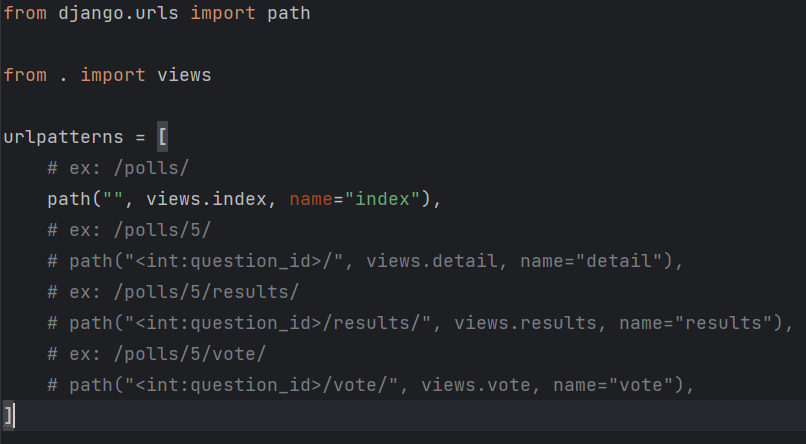 from django.urls import path
from . import views
urlpatterns = [
# ex: /polls/
path("", views.index, name="index"),
# ex: /polls/5/
# path("<int:question_id>/", views.detail, name="detail"),
# ex: /polls/5/results/
# path("<int:question_id>/results/", views.results, name="results"),
# ex: /polls/5/vote/
# path("<int:question_id>/vote/", views.vote, name="vote"),
]